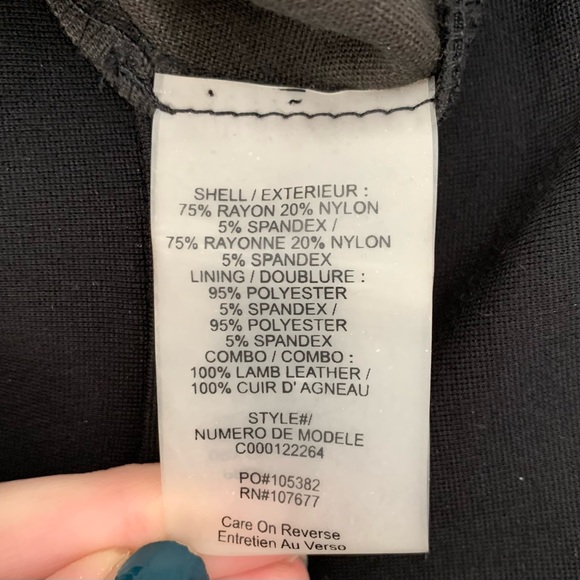 SHELL / EXTERIEUR :
75% RAYON 20% NYLON
5% SPANDEX /
75% RAYONNE 20% NYLON
5% SPANDEX
LINING / DOUBLURE :
95% POLYESTER
5% SPANDEX /
95% POLYESTER
5% SPANDEX
COMBO / COMBO :
100% LAMB LEATHER /
100% CUIR D'AGNEAU
STYLE#/
NUMERO DE MODELE
C000122264
PO#105382
RN#107677
Care On Reverse
Entretien Au Verso